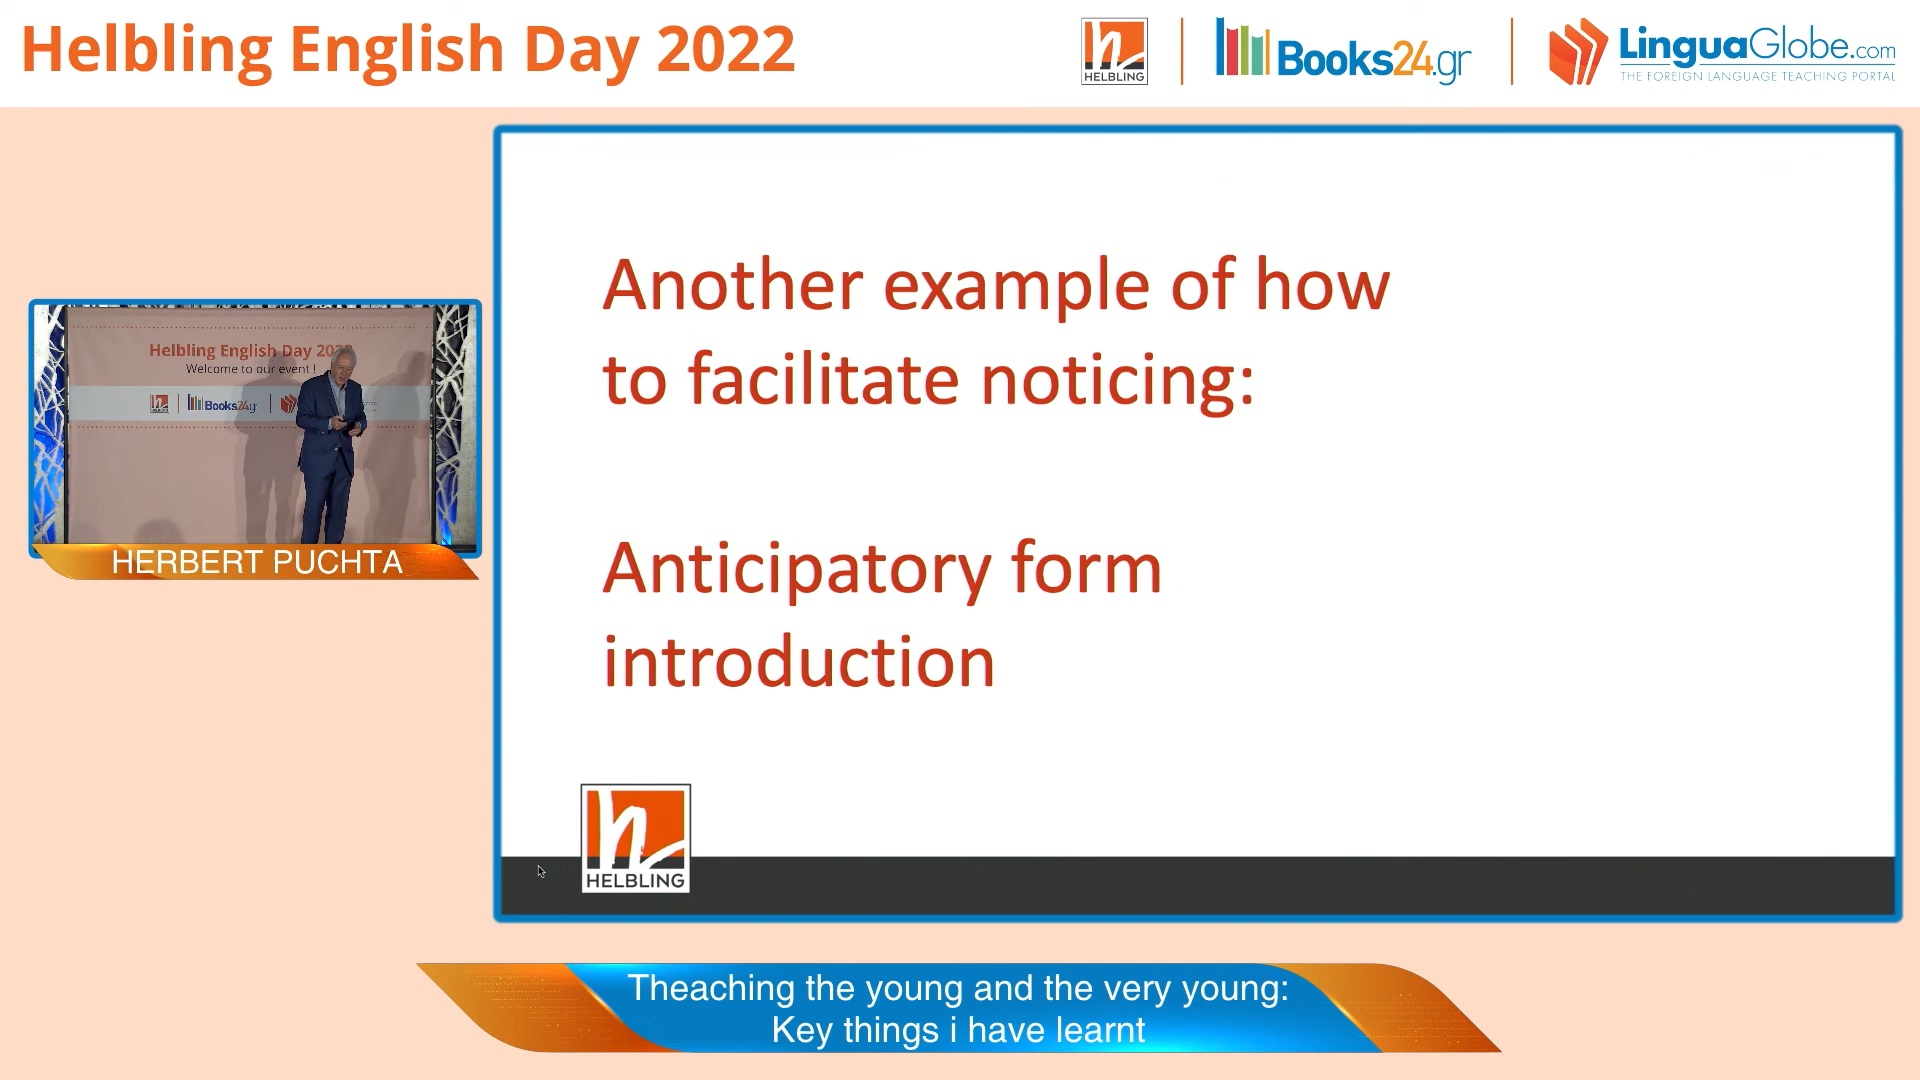 Helbling English Day 2022
HELBLING
Books24.gr
LinguaGlobe.com
THE FOREIGN LANGUAGE TEACHING PORTAL
Another example of how
to facilitate noticing:
Anticipatory form
introduction
HELBLING
Helbling English Day 202
Welcome to our event !
Books24.gr
HERBERT PUCHTA
Theaching the young and the very young:
Key things i have learnt